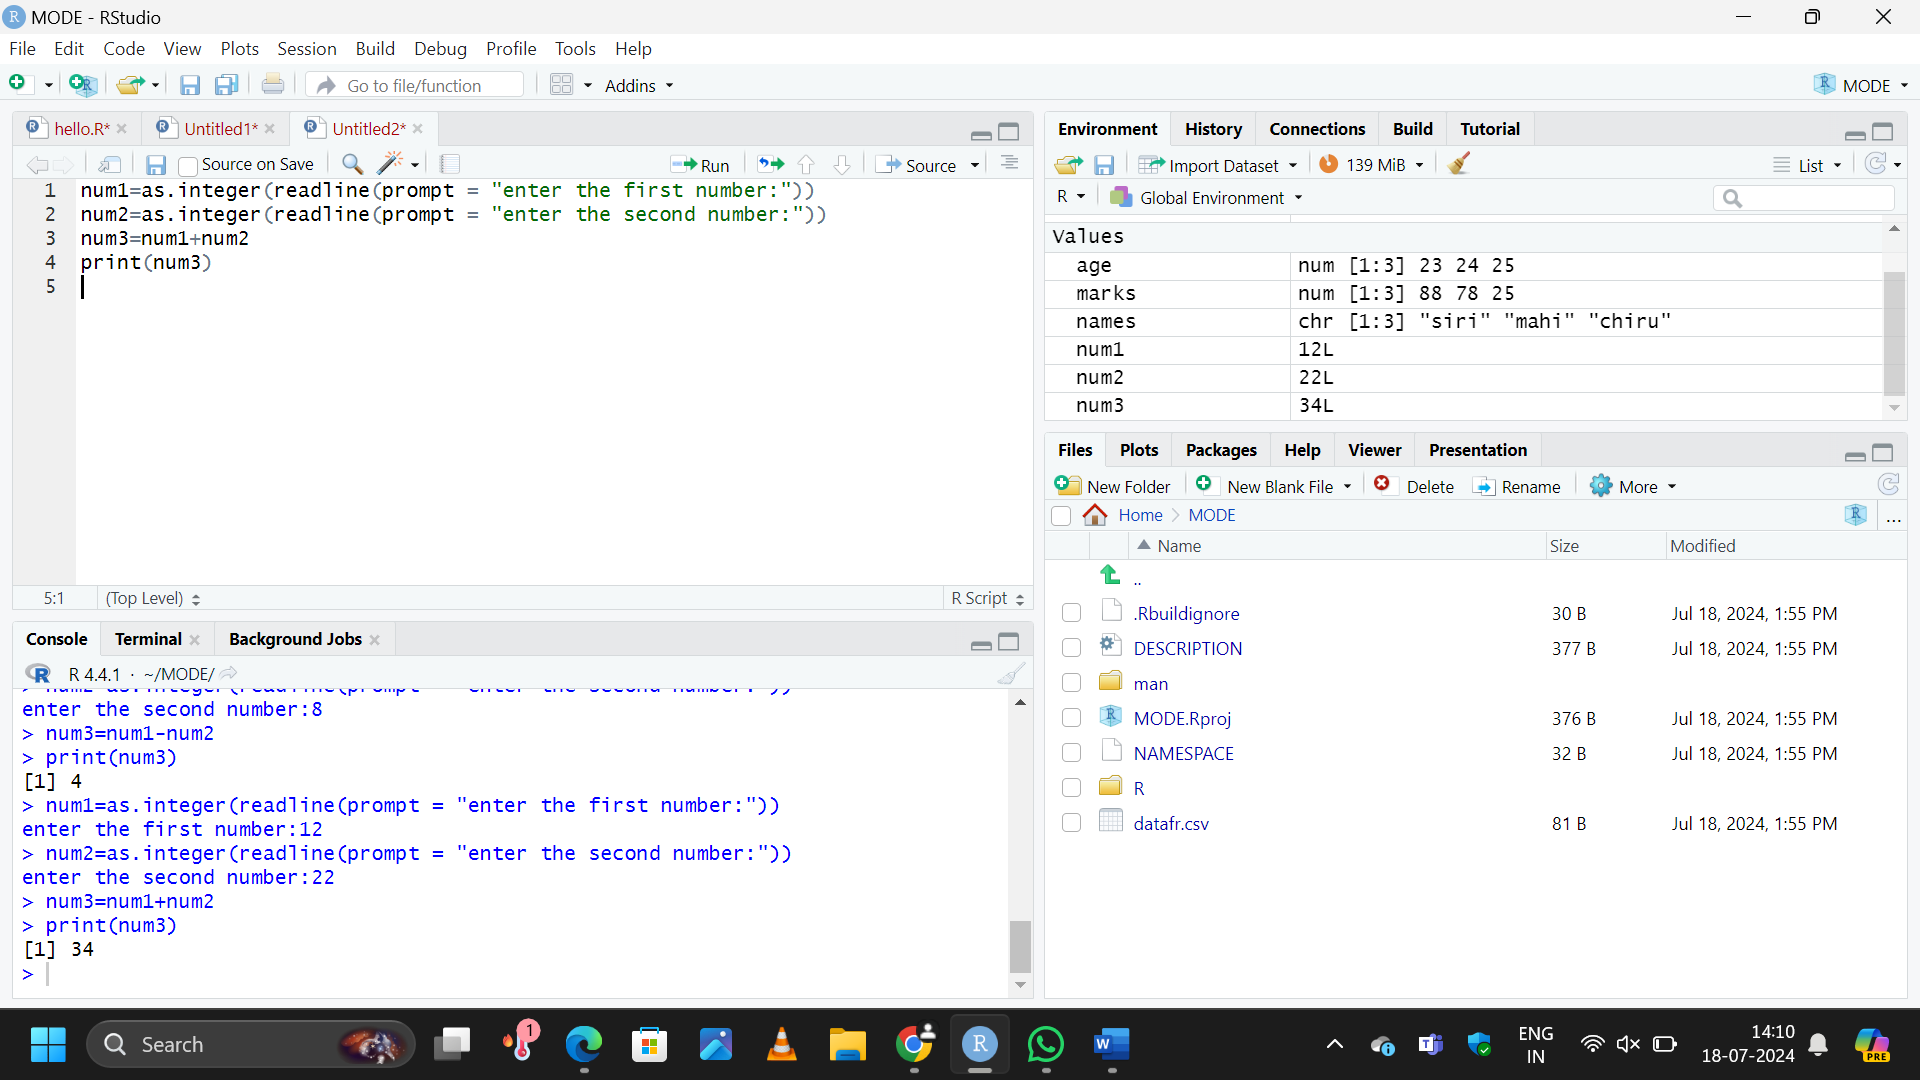 MODE - RStudio
File Edit Code View Plots Session Build Debug Profile Tools Help
Go to file/function Addins MODE
hello.R* Untitled1* Untitled2*
Source on Save Run Source
1 num1=as.integer(readline(prompt = "enter the first number:"))
2 num2=as.integer(readline(prompt = "enter the second number:"))
3 num3=num1+num2
4 print(num3)
5
5:1 (Top Level) R Script
Console Terminal Background Jobs
R 4.4.1 · ~/MODE/
> num2=as.integer(readline(prompt = "enter the second number:"))
enter the second number:8
> num3=num1-num2
> print(num3)
[1] 4
> num1=as.integer(readline(prompt = "enter the first number:"))
enter the first number:12
> num2=as.integer(readline(prompt = "enter the second number:"))
enter the second number:22
> num3=num1+num2
> print(num3)
[1] 34
>
Environment History Connections Build Tutorial
Import Dataset 139 MiB List
R Global Environment
Values
age num [1:3] 23 24 25
marks num [1:3] 88 78 25
names chr [1:3] "siri" "mahi" "chiru"
num1 12L
num2 22L
num3 34L
Files Plots Packages Help Viewer Presentation
New Folder New Blank File Delete Rename More
Home MODE ...
Name Size Modified
..
.Rbuildignore 30 B Jul 18, 2024, 1:55 PM
DESCRIPTION 377 B Jul 18, 2024, 1:55 PM
man
MODE.Rproj 376 B Jul 18, 2024, 1:55 PM
NAMESPACE 32 B Jul 18, 2024, 1:55 PM
R
datafr.csv 81 B Jul 18, 2024, 1:55 PM
Search 1 R W ENG 14:10
IN 18-07-2024 PRE